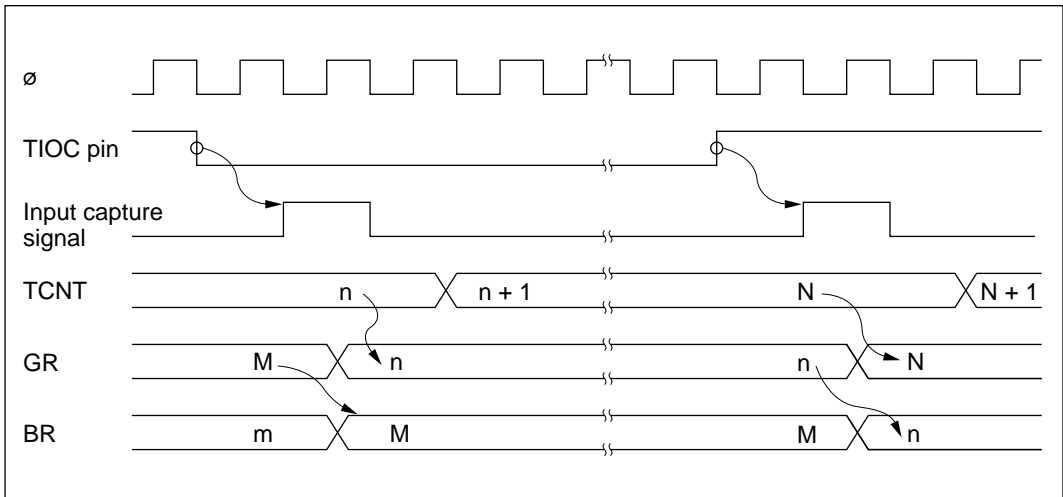 ø
TIOC pin
Input capture
signal
TCNT n n + 1 N N + 1
GR M n n N
BR m M M n